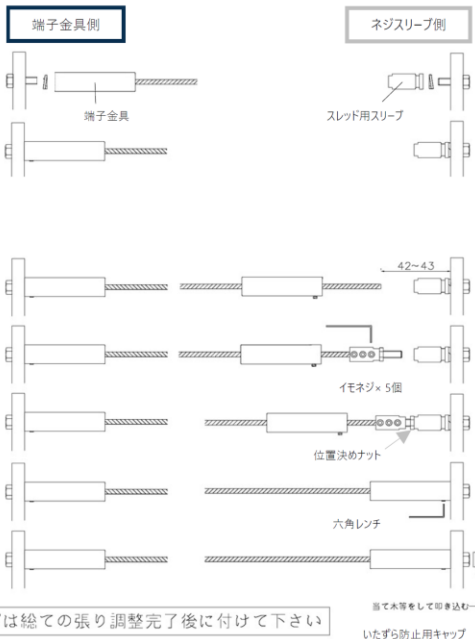 端子金具側
ネジスリーブ側
端子金具
スレッド用スリーブ
42~43
イモネジ×5個
位置決めナット
六角レンチ
当て木等をして叩き込む
は総ての張り調整完了後に付けて下さい
いたずら防止用キャップ